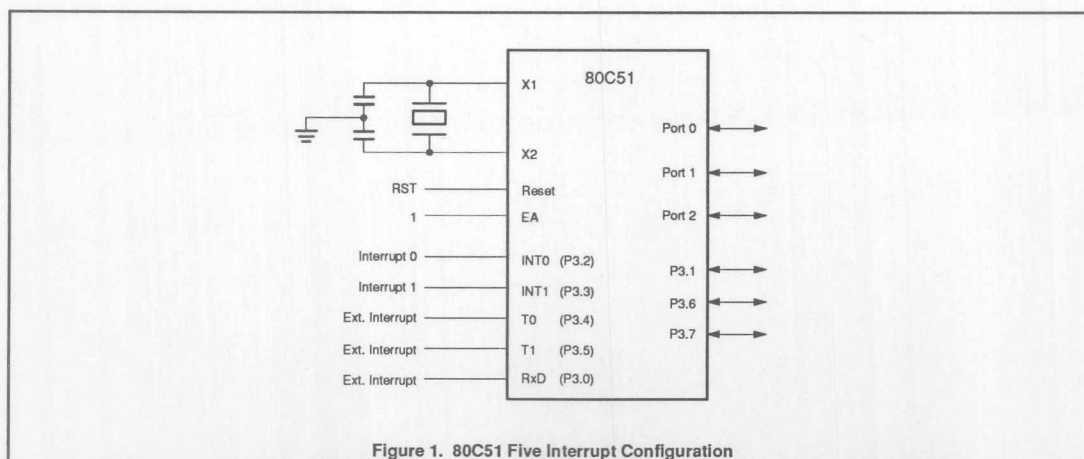 80C51
X1
X2
RST Reset
1 EA
Interrupt 0 INT0 (P3.2)
Interrupt 1 INT1 (P3.3)
Ext. Interrupt T0 (P3.4)
Ext. Interrupt T1 (P3.5)
Ext. Interrupt RxD (P3.0)
Port 0
Port 1
Port 2
P3.1
P3.6
P3.7
Figure 1. 80C51 Five Interrupt Configuration